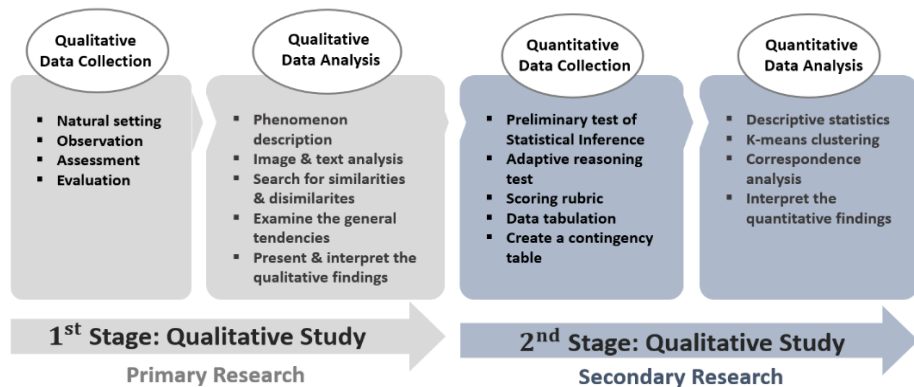 Qualitative
Data Collection
Natural setting
Observation
Assessment
Evaluation
Qualitative
Data Analysis
Phenomenon
description
Image & text analysis
Search for similarities
& disimilarites
Examine the general
tendencies
Present & interpret the
qualitative findings
Quantitative
Data Collection
Preliminary test of
Statistical Inference
Adaptive reasoning
test
Scoring rubric
Data tabulation
Create a contingency
table
Quantitative
Data Analysis
Descriptive statistics
K-means clustering
Correspondence
analysis
Interpret the
quantitative findings
1st Stage: Qualitative Study
Primary Research
2nd Stage: Qualitative Study
Secondary Research